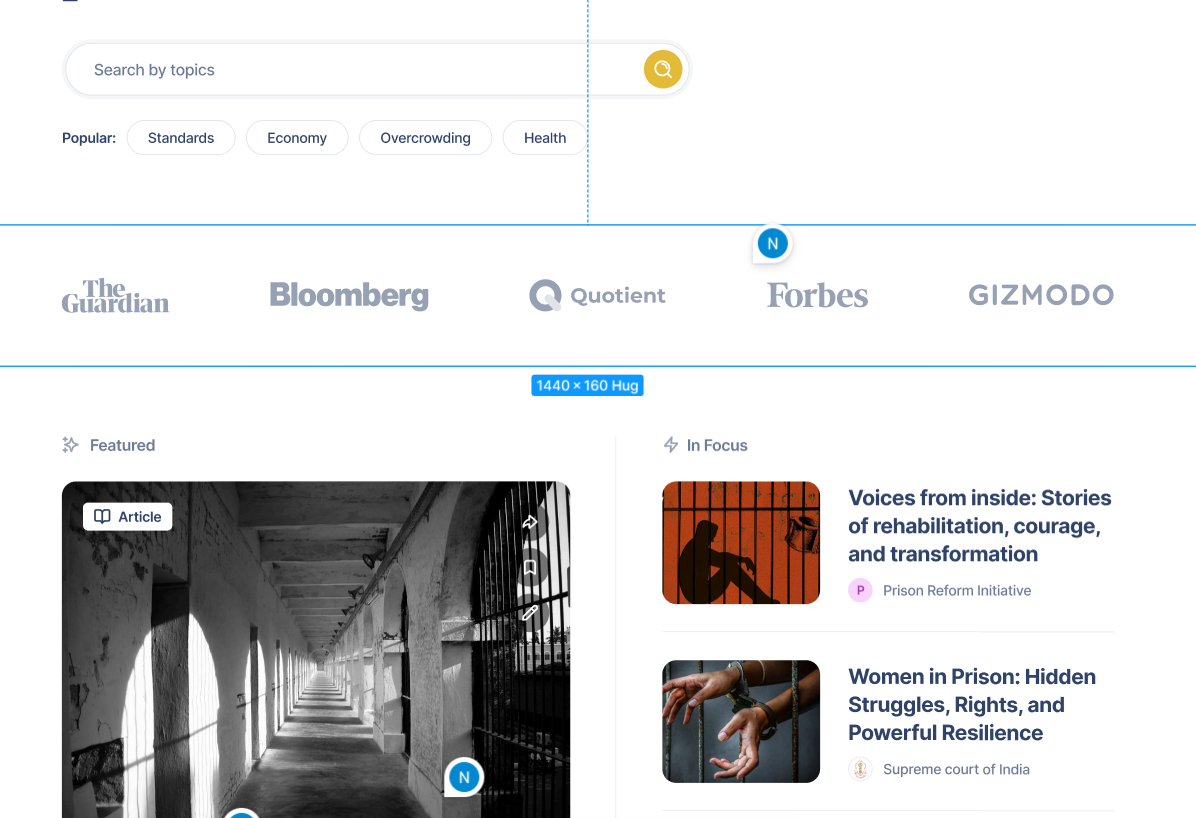 Search by topics
Popular: Standards Economy Overcrowding Health
N
The
Guardian
Bloomberg
Quotient
Forbes
GIZMODO
1440 × 160 Hug
Featured
Article
N
In Focus
Voices from inside: Stories
of rehabilitation, courage,
and transformation
P Prison Reform Initiative
Women in Prison: Hidden
Struggles, Rights, and
Powerful Resilience
Supreme court of India